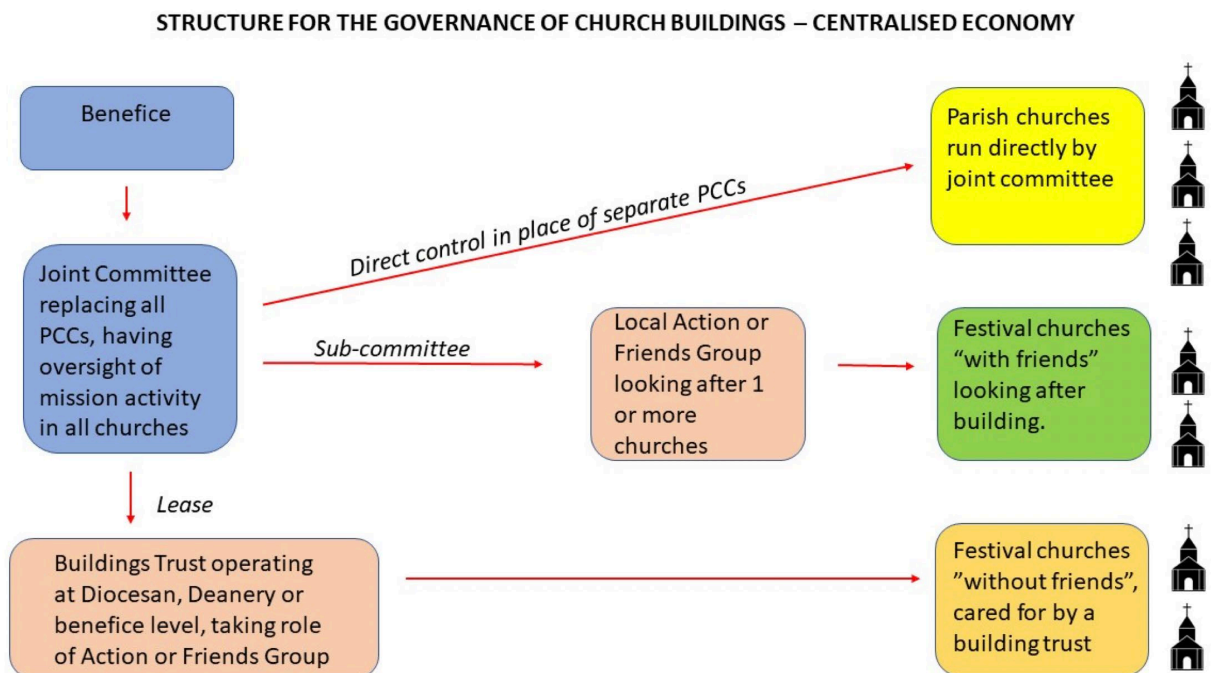 STRUCTURE FOR THE GOVERNANCE OF CHURCH BUILDINGS – CENTRALISED ECONOMY
Benefice
Parish churches
run directly by
joint committee
Direct control in place of separate PCCs
Joint Committee
replacing all
PCCs, having
oversight of
mission activity
in all churches
Sub-committee
Local Action or
Friends Group
looking after 1
or more
churches
Festival churches
“with friends”
looking after
building.
Lease
Buildings Trust operating
at Diocesan, Deanery or
benefice level, taking role
of Action or Friends Group
Festival churches
”without friends”,
cared for by a
building trust